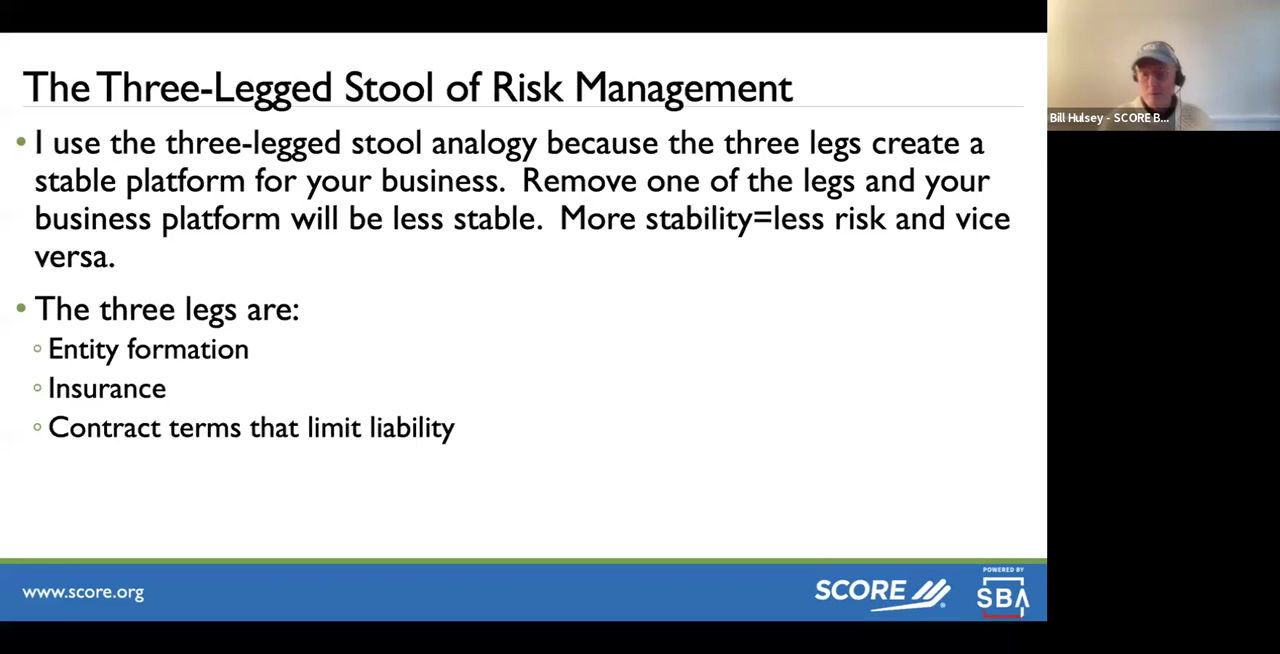 The Three-Legged Stool of Risk Management
• I use the three-legged stool analogy because the three legs create a
stable platform for your business.  Remove one of the legs and your
business platform will be less stable.  More stability=less risk and vice
versa.
• The three legs are:
◦ Entity formation
◦ Insurance
◦ Contract terms that limit liability
www.score.org
SCORE
POWERED BY
SBA
Bill Hulsey - SCORE B...